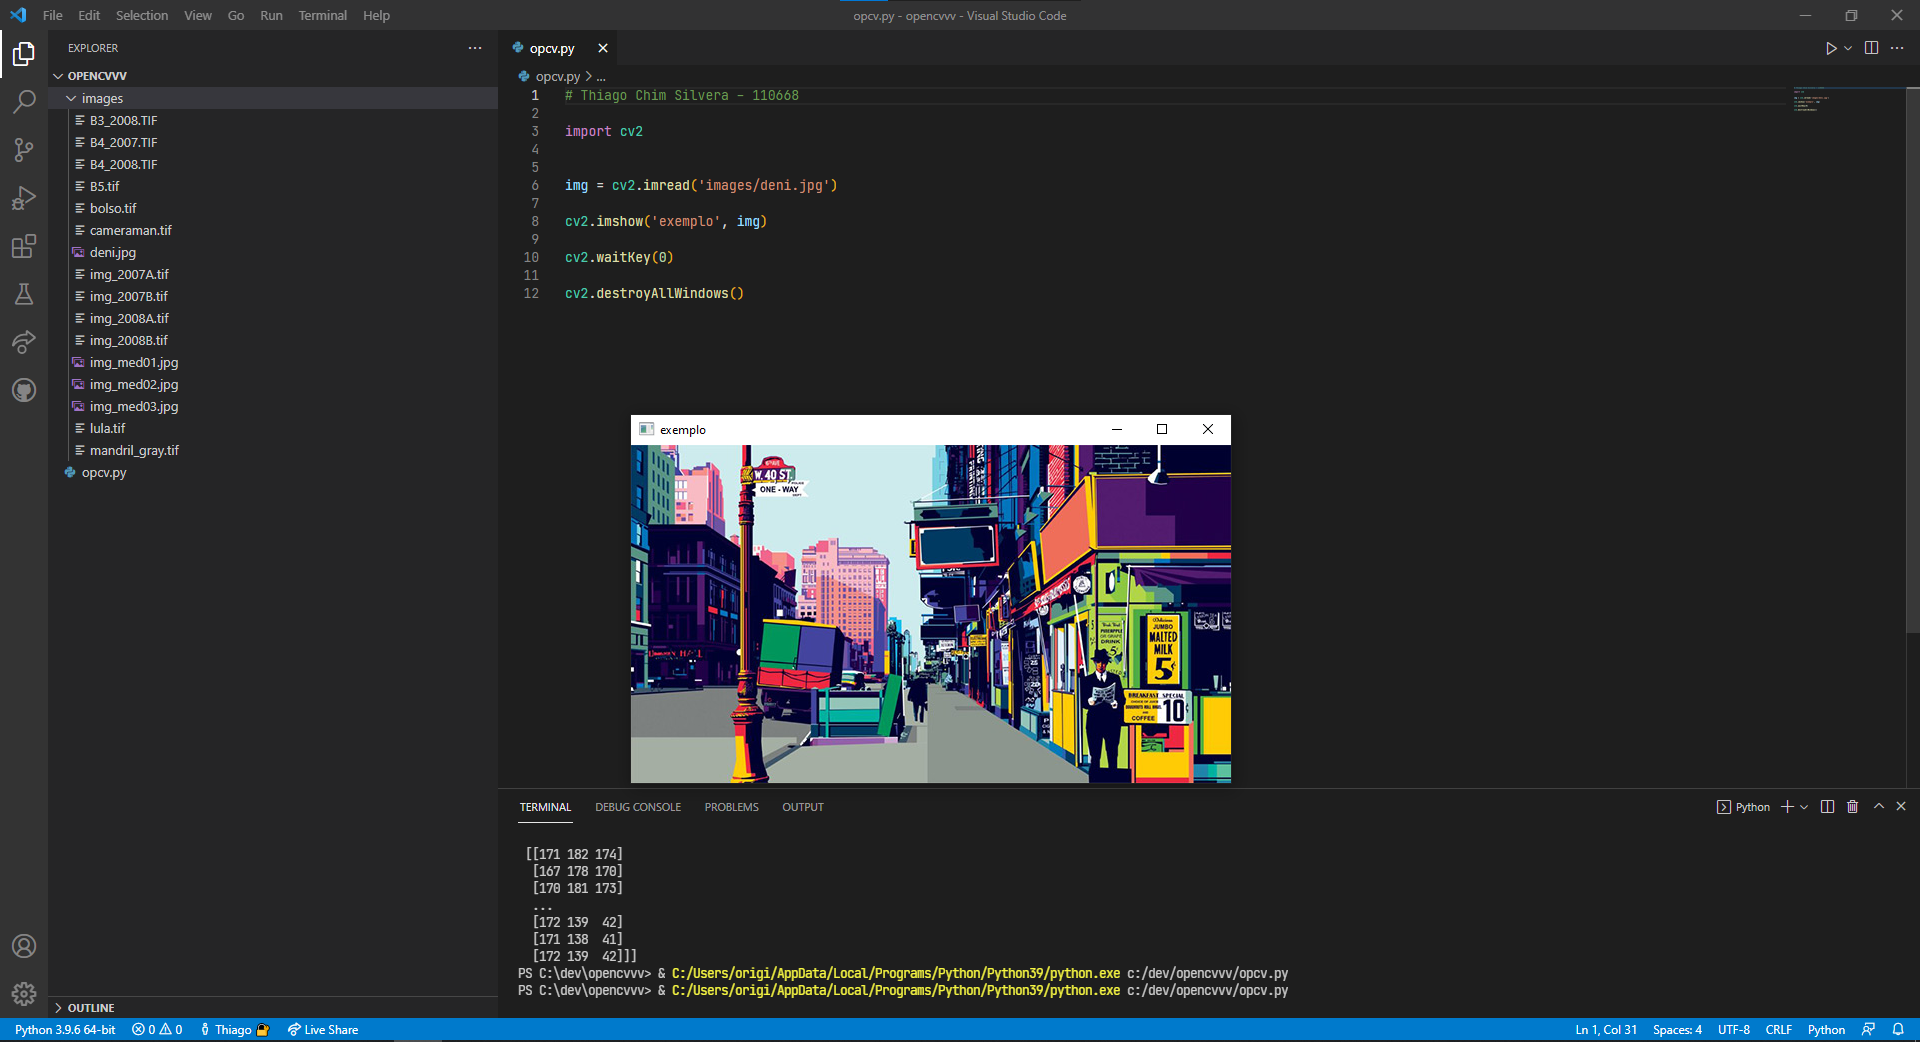 File Edit Selection View Go Run Terminal Help
opcv.py - opencvvv - Visual Studio Code
EXPLORER
OPENCVVV
images
B3_2008.TIF
B4_2007.TIF
B4_2008.TIF
B5.tif
bolso.tif
cameraman.tif
deni.jpg
img_2007A.tif
img_2007B.tif
img_2008A.tif
img_2008B.tif
img_med01.jpg
img_med02.jpg
img_med03.jpg
lula.tif
mandril_gray.tif
opcv.py
OUTLINE
opcv.py
opcv.py > ...
1 # Thiago Chim Silvera - 110668
2
3 import cv2
4
5
6 img = cv2.imread('images/deni.jpg')
7
8 cv2.imshow('exemplo', img)
9
10 cv2.waitKey(0)
11
12 cv2.destroyAllWindows()
exemplo
W. 40 ST.
ONE - WAY
DRINK
5¢
JUMBO
MALTED
MILK
5¢
BREAKFAST SPECIAL
10
COFFEE
TERMINAL DEBUG CONSOLE PROBLEMS OUTPUT
Python
[[171 182 174]
[167 178 170]
[170 181 173]
...
[172 139 42]
[171 138 41]
[172 139 42]]]
PS C:\dev\opencvvv> & C:/Users/origi/AppData/Local/Programs/Python/Python39/python.exe c:/dev/opencvvv/opcv.py
PS C:\dev\opencvvv> & C:/Users/origi/AppData/Local/Programs/Python/Python39/python.exe c:/dev/opencvvv/opcv.py
Python 3.9.6 64-bit 0 0 Thiago Live Share
Ln 1, Col 31 Spaces: 4 UTF-8 CRLF Python